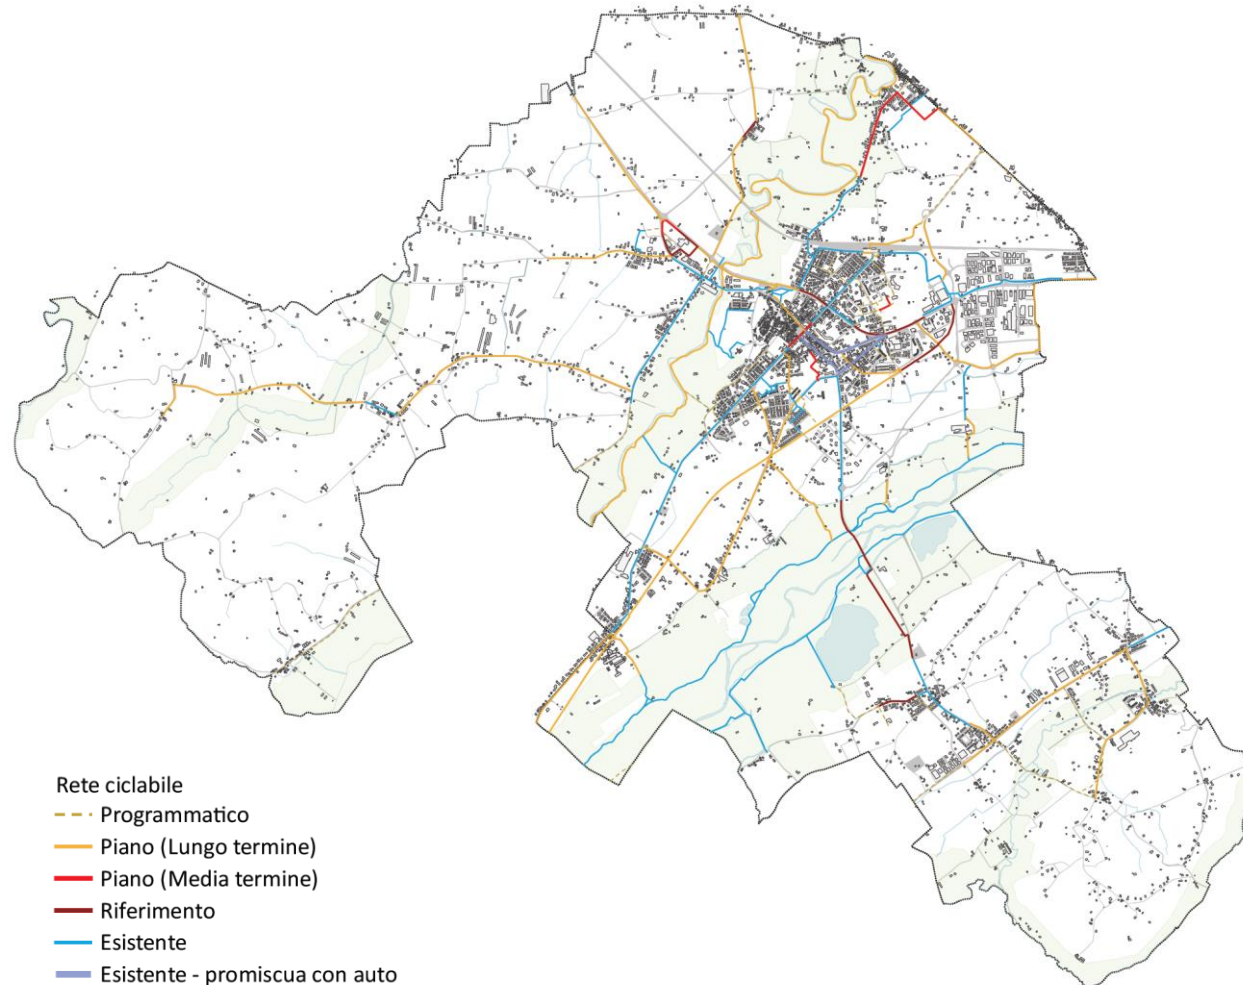 Rete ciclabile
Programmatico
Piano (Lungo termine)
Piano (Media termine)
Riferimento
Esistente
Esistente - promiscua con auto